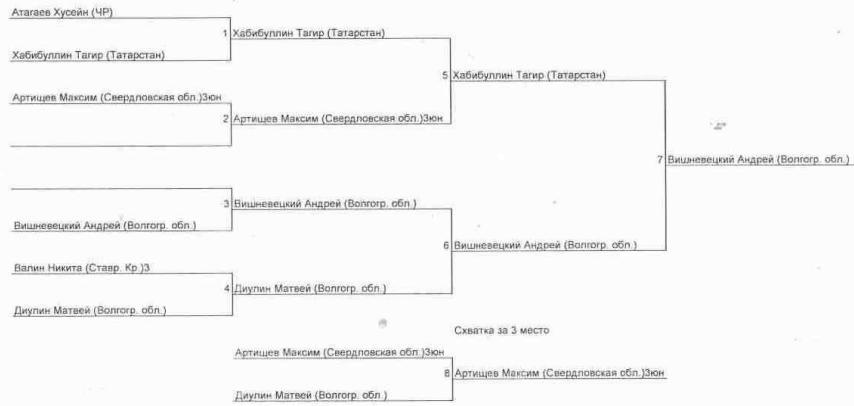 Атагаев Хусейн (ЧР)
1 Хабибуллин Тагир (Татарстан)
Хабибуллин Тагир (Татарстан)
5 Хабибуллин Тагир (Татарстан)
Артищев Максим (Свердловская обл.)3юн
2 Артищев Максим (Свердловская обл.)3юн
7 Вишневецкий Андрей (Волгогр. обл.)
3 Вишневецкий Андрей (Волгогр. обл.)
Вишневецкий Андрей (Волгогр. обл.)
6 Вишневецкий Андрей (Волгогр. обл.)
Валин Никита (Ставр. Кр.)3
4 Диулин Матвей (Волгогр. обл.)
Диулин Матвей (Волгогр. обл.)
Схватка за 3 место
Артищев Максим (Свердловская обл.)3юн
8 Артищев Максим (Свердловская обл.)3юн
Диулин Матвей (Волгогр. обл.)